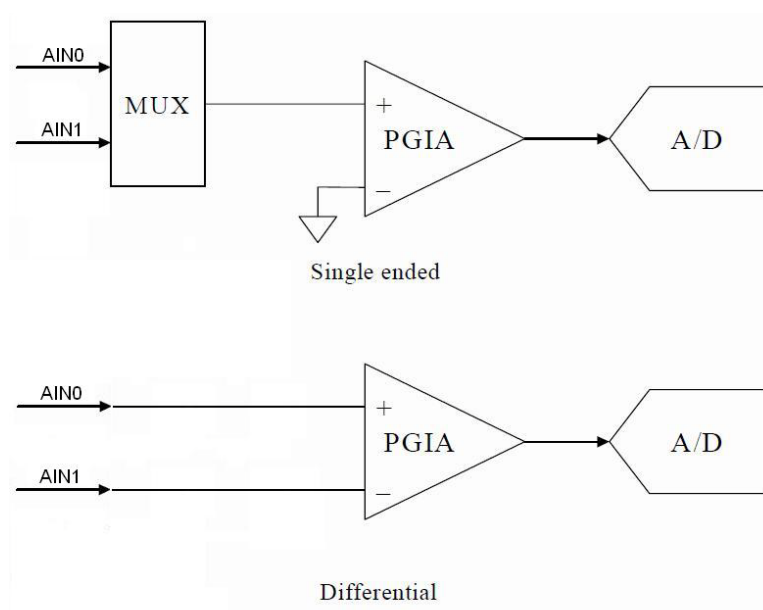 AIN0
MUX
AIN1
+
PGIA
−
A/D
Single ended
AIN0
+
PGIA
AIN1
−
A/D
Differential